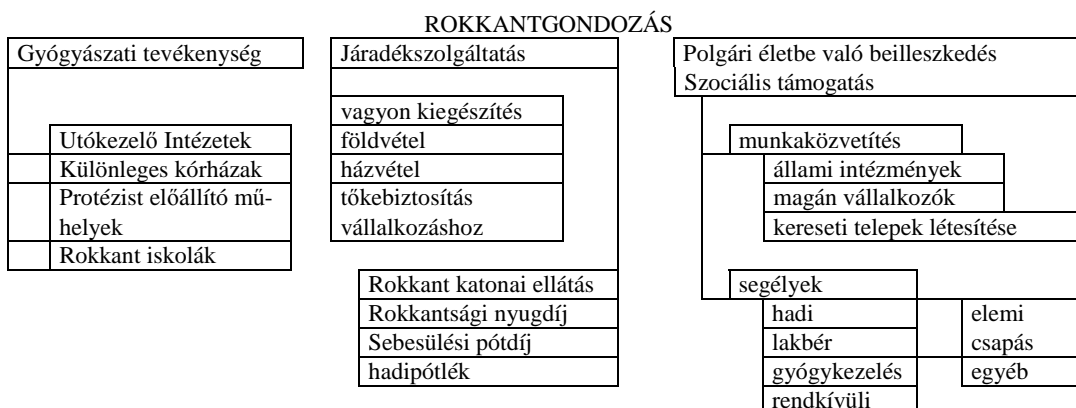 ROKKANTGONDOZÁS
Gyógyászati tevékenység
Utókezelő Intézetek
Különleges kórházak
Protézist előállító mű-
helyek
Rokkant iskolák
Járadékszolgáltatás
vagyon kiegészítés
földvétel
házvétel
tőkebiztosítás
vállalkozáshoz
Rokkant katonai ellátás
Rokkantsági nyugdíj
Sebesülési pótdíj
hadipótlék
Polgári életbe való beilleszkedés
Szociális támogatás
munkaközvetítés
állami intézmények
magán vállalkozók
kereseti telepek létesítése
segélyek
hadi
lakbér
gyógykezelés
rendkívüli
elemi
csapás
egyéb